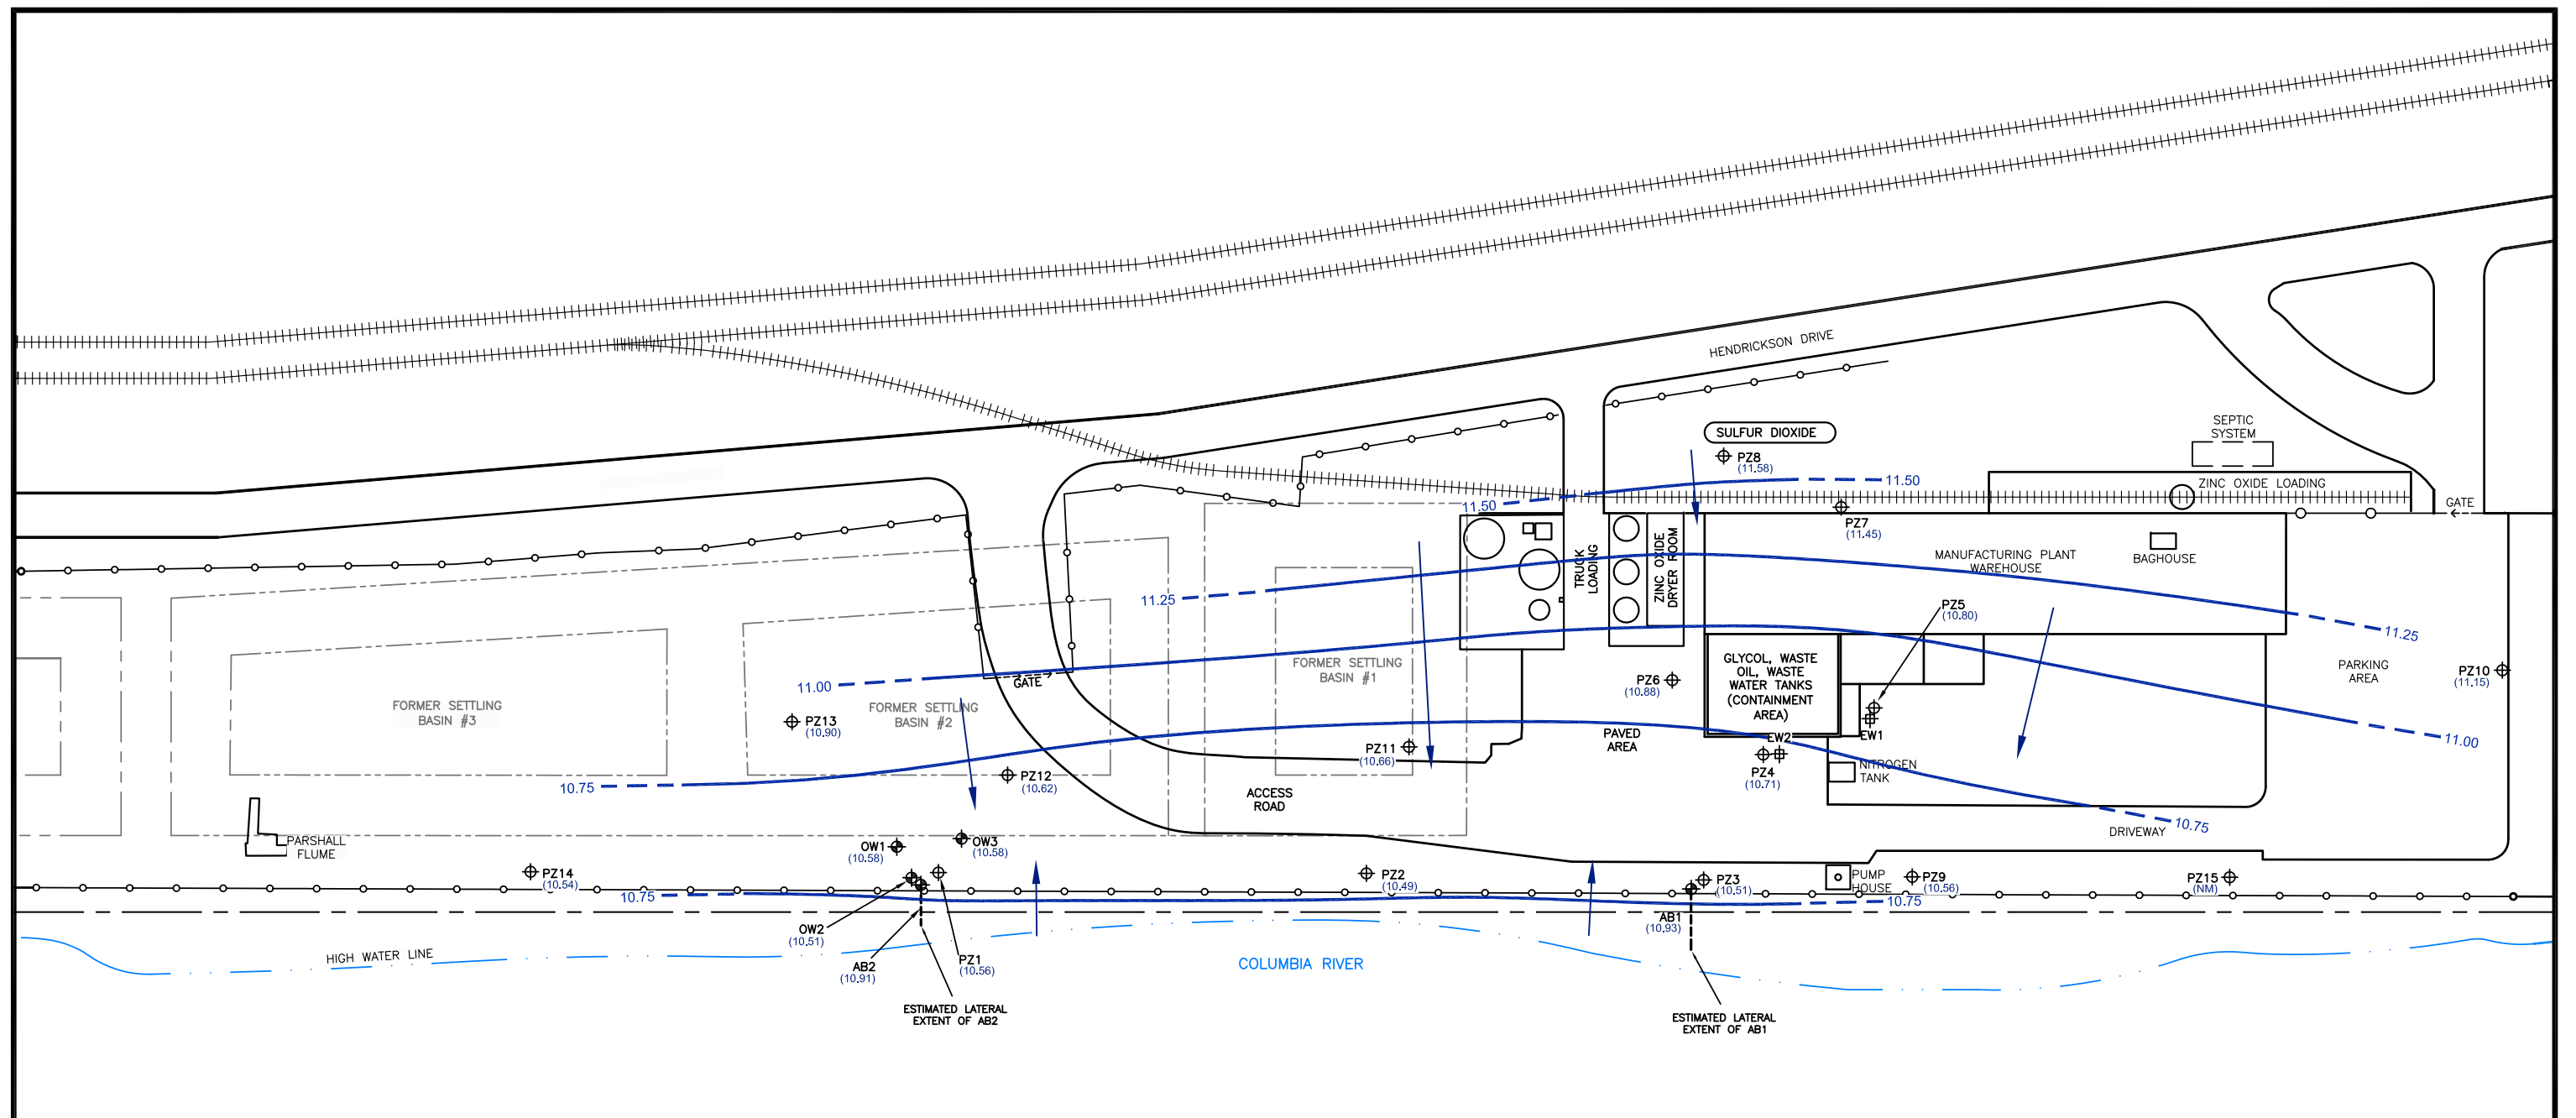 HENDRICKSON DRIVE
SULFUR DIOXIDE
SEPTIC
SYSTEM
PZ8
(11.58)
11.50
11.50
ZINC OXIDE LOADING
GATE
PZ7
(11.45)
TRUCK
LOADING
ZINC OXIDE
DRYER ROOM
MANUFACTURING PLANT
WAREHOUSE
BAGHOUSE
11.25
PZ5
(10.80)
11.25
FORMER SETTLING
BASIN #1
GLYCOL, WASTE
OIL, WASTE
WATER TANKS
(CONTAINMENT
AREA)
PARKING
AREA
PZ10
(11.15)
11.00
GATE
PZ6
(10.88)
FORMER SETTLING
BASIN #3
FORMER SETTLING
BASIN #2
PZ13
(10.90)
PZ11
(10.66)
PAVED
AREA
EW2
EW1
11.00
PZ4
(10.71)
NITROGEN
TANK
10.75
PZ12
(10.62)
ACCESS
ROAD
10.75
DRIVEWAY
PARSHALL
FLUME
OW1
(10.58)
OW3
(10.58)
PZ14
(10.54)
PZ2
(10.49)
PZ3
(10.51)
PUMP
HOUSE
PZ9
(10.56)
PZ15
(NM)
10.75
10.75
OW2
(10.51)
AB1
(10.93)
HIGH WATER LINE
AB2
(10.91)
PZ1
(10.56)
COLUMBIA RIVER
ESTIMATED LATERAL
EXTENT OF AB2
ESTIMATED LATERAL
EXTENT OF AB1